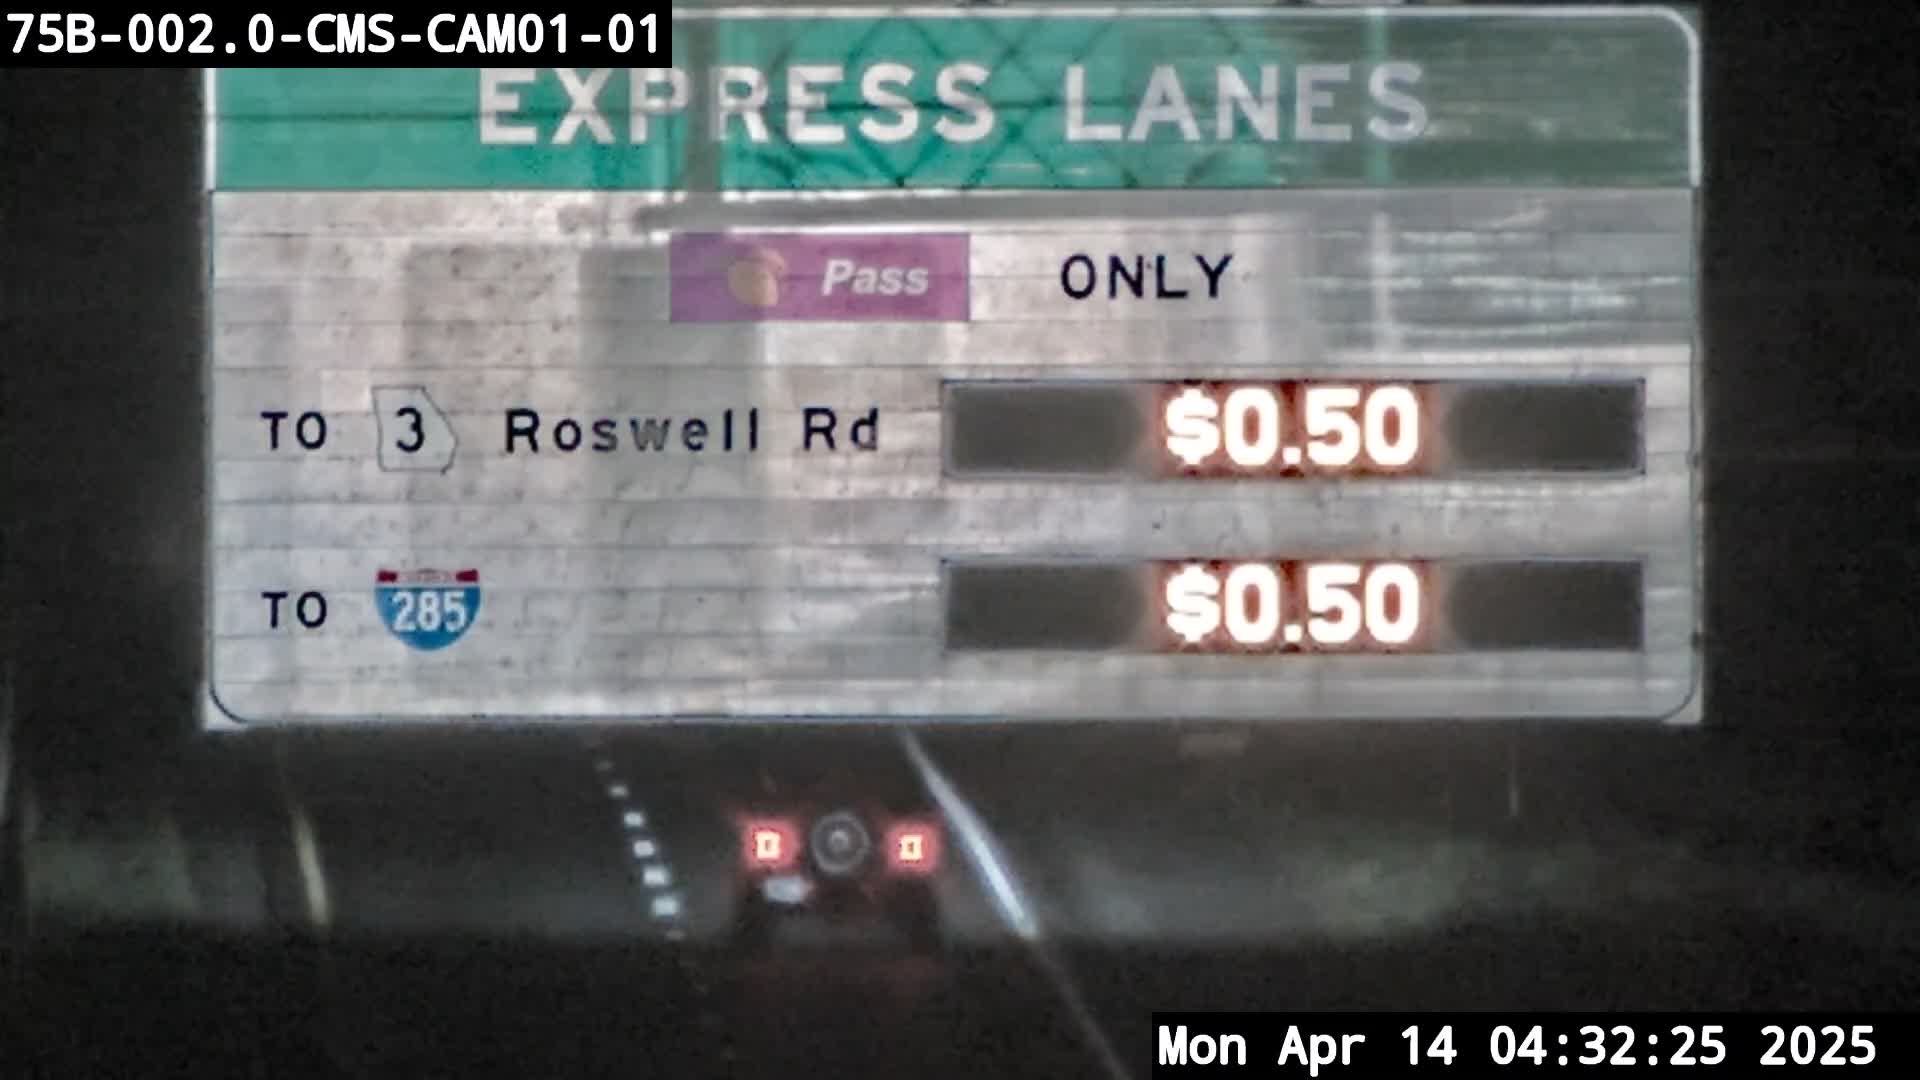 75B-002.0-CMS-CAM01-01
EXPRESS LANES
Pass ONLY
TO 3 Roswell Rd $0.50
TO 285 $0.50
Mon Apr 14 04:32:25 2025